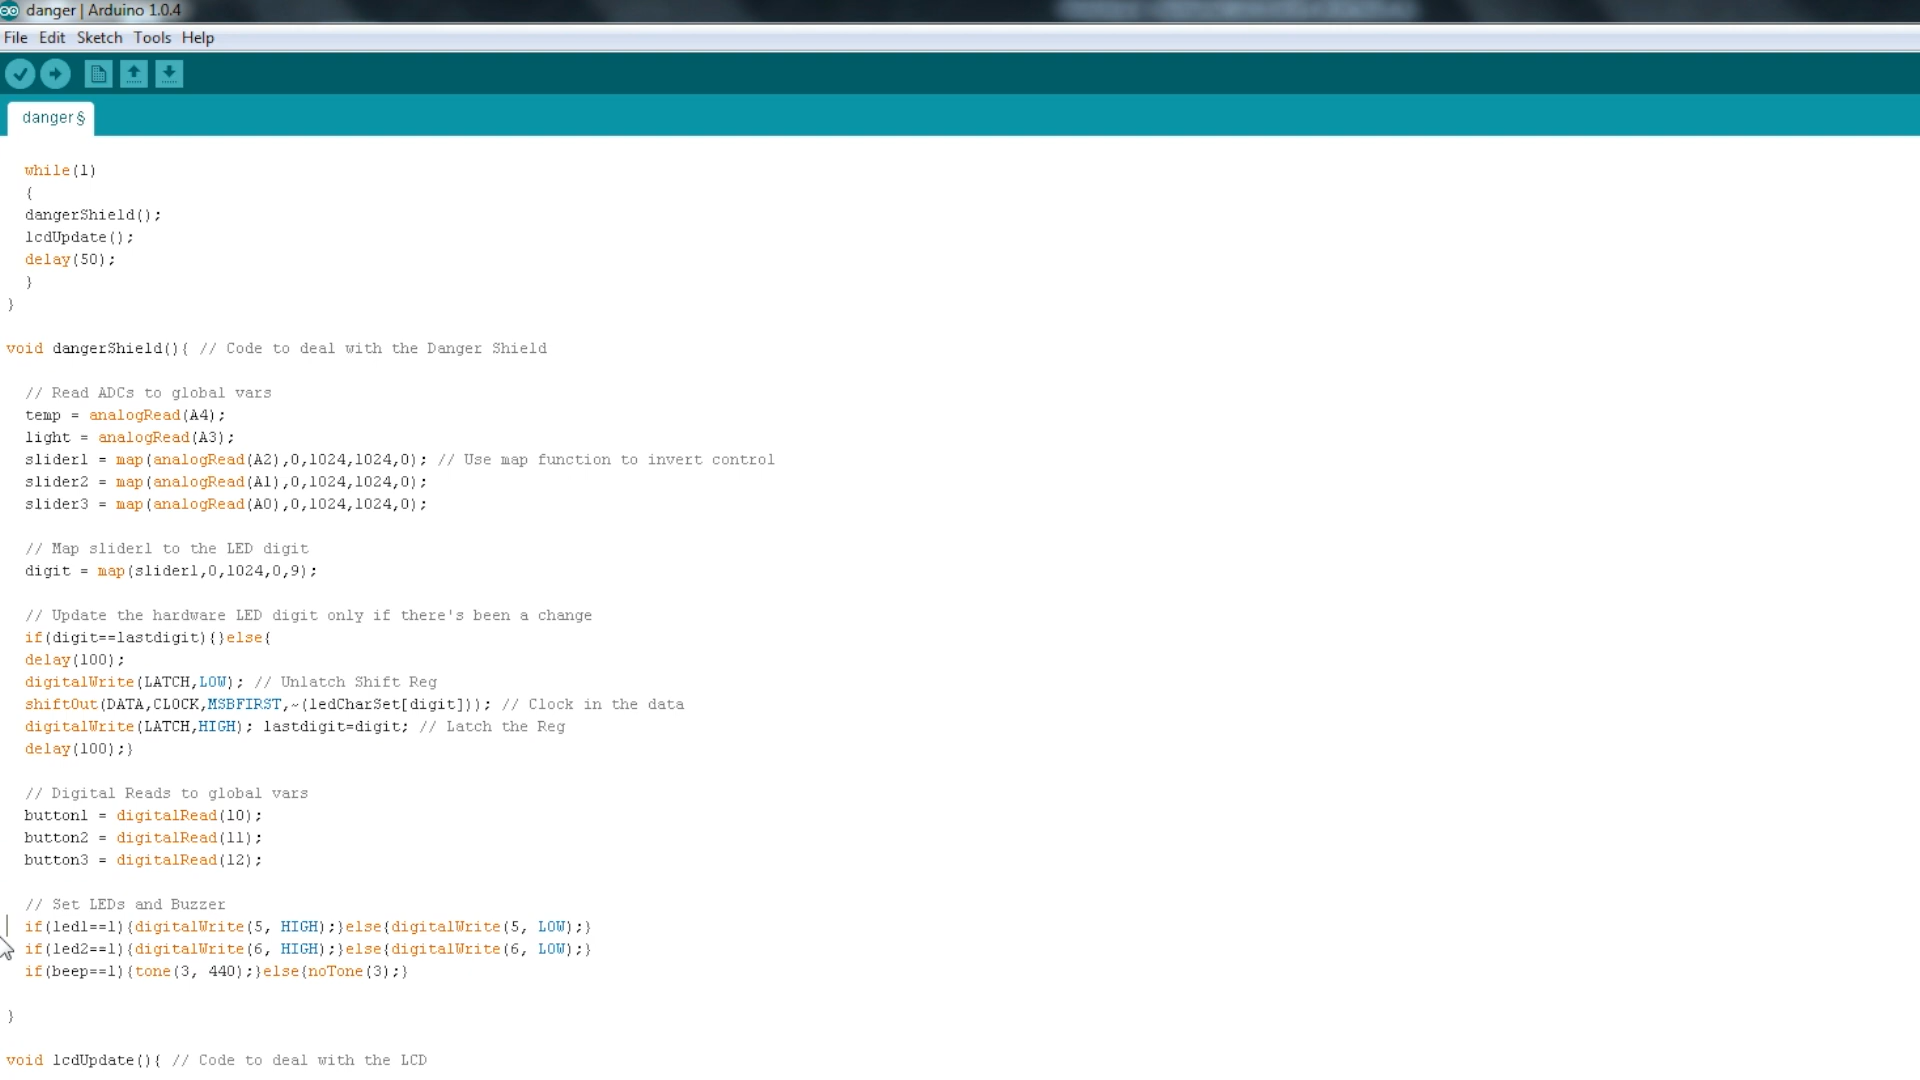 danger | Arduino 1.0.4
File Edit Sketch Tools Help
danger §
while(1)
{
dangerShield();
lcdUpdate();
delay(50);
}
}
void dangerShield(){ // Code to deal with the Danger Shield
// Read ADCs to global vars
temp = analogRead(A4);
light = analogRead(A3);
slider1 = map(analogRead(A2),0,1024,1024,0); // Use map function to invert control
slider2 = map(analogRead(A1),0,1024,1024,0);
slider3 = map(analogRead(A0),0,1024,1024,0);
// Map slider1 to the LED digit
digit = map(slider1,0,1024,0,9);
// Update the hardware LED digit only if there's been a change
if(digit==lastdigit){}else{
delay(100);
digitalWrite(LATCH,LOW); // Unlatch Shift Reg
shiftOut(DATA,CLOCK,MSBFIRST,~(ledCharSet[digit])); // Clock in the data
digitalWrite(LATCH,HIGH); lastdigit=digit; // Latch the Reg
delay(100);}
// Digital Reads to global vars
button1 = digitalRead(10);
button2 = digitalRead(11);
button3 = digitalRead(12);
// Set LEDs and Buzzer
if(led1==1){digitalWrite(5, HIGH);}else{digitalWrite(5, LOW);}
if(led2==1){digitalWrite(6, HIGH);}else{digitalWrite(6, LOW);}
if(beep==1){tone(3, 440);}else{noTone(3);}
}
void lcdUpdate(){ // Code to deal with the LCD